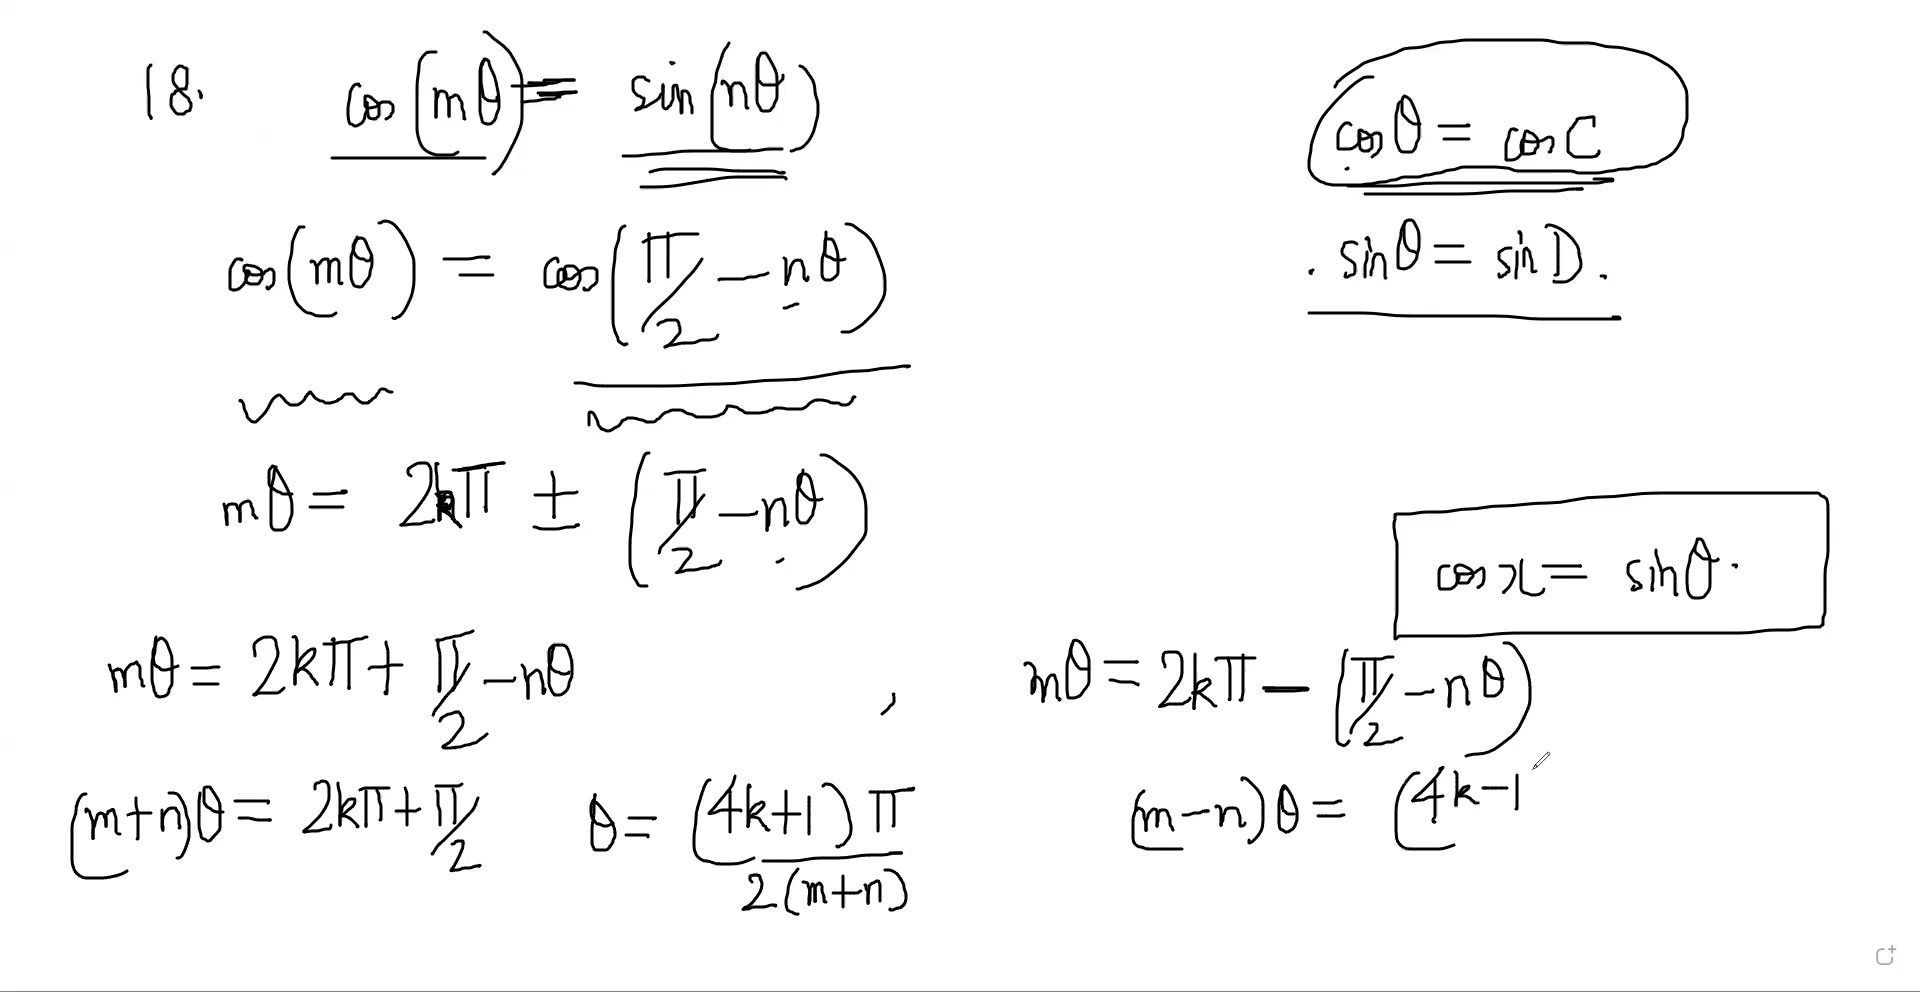 18. cos(mθ) = sin(nθ)
cosθ = cosC
cos(mθ) = cos(π/2 - nθ)
. sinθ = sinD.
mθ = 2kπ ± (π/2 - nθ)
cosx = sinθ.
mθ = 2kπ + π/2 - nθ , mθ = 2kπ - (π/2 - nθ)
(m+n)θ = 2kπ + π/2 θ = (4k+1)π/2(m+n) (m-n)θ = (4k-1